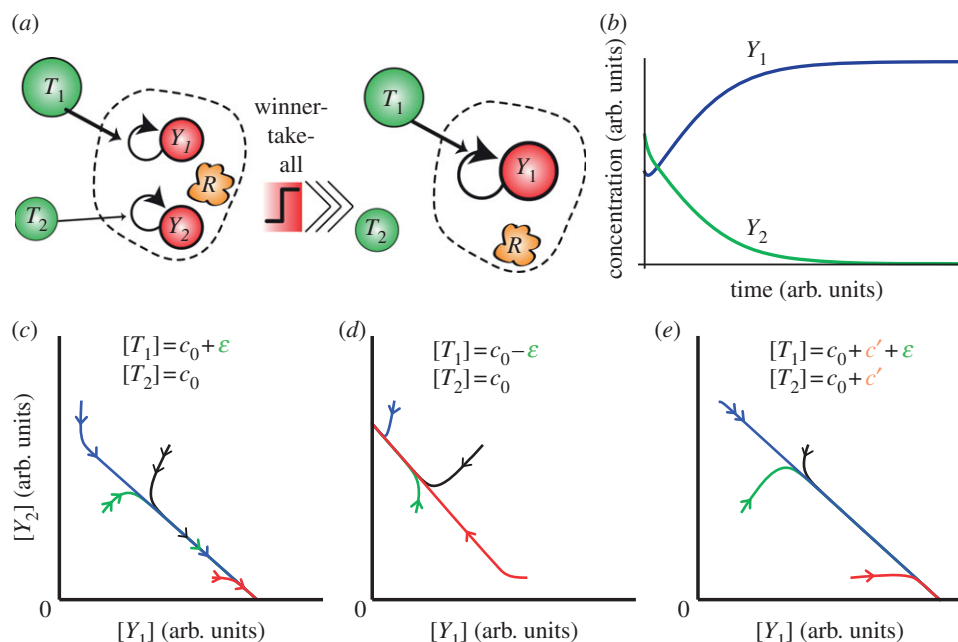 (a)
T1
Y1
R
T2
Y2
winner-
take-
all
T1
Y1
T2
R
(b)
concentration (arb. units)
Y1
Y2
time (arb. units)
(c)
[T1]=c0+ε
[T2]=c0
[Y2] (arb. units)
0
[Y1] (arb. units)
(d)
[T1]=c0−ε
[T2]=c0
0
[Y1] (arb. units)
(e)
[T1]=c0+c′+ε
[T2]=c0+c′
0
[Y1] (arb. units)